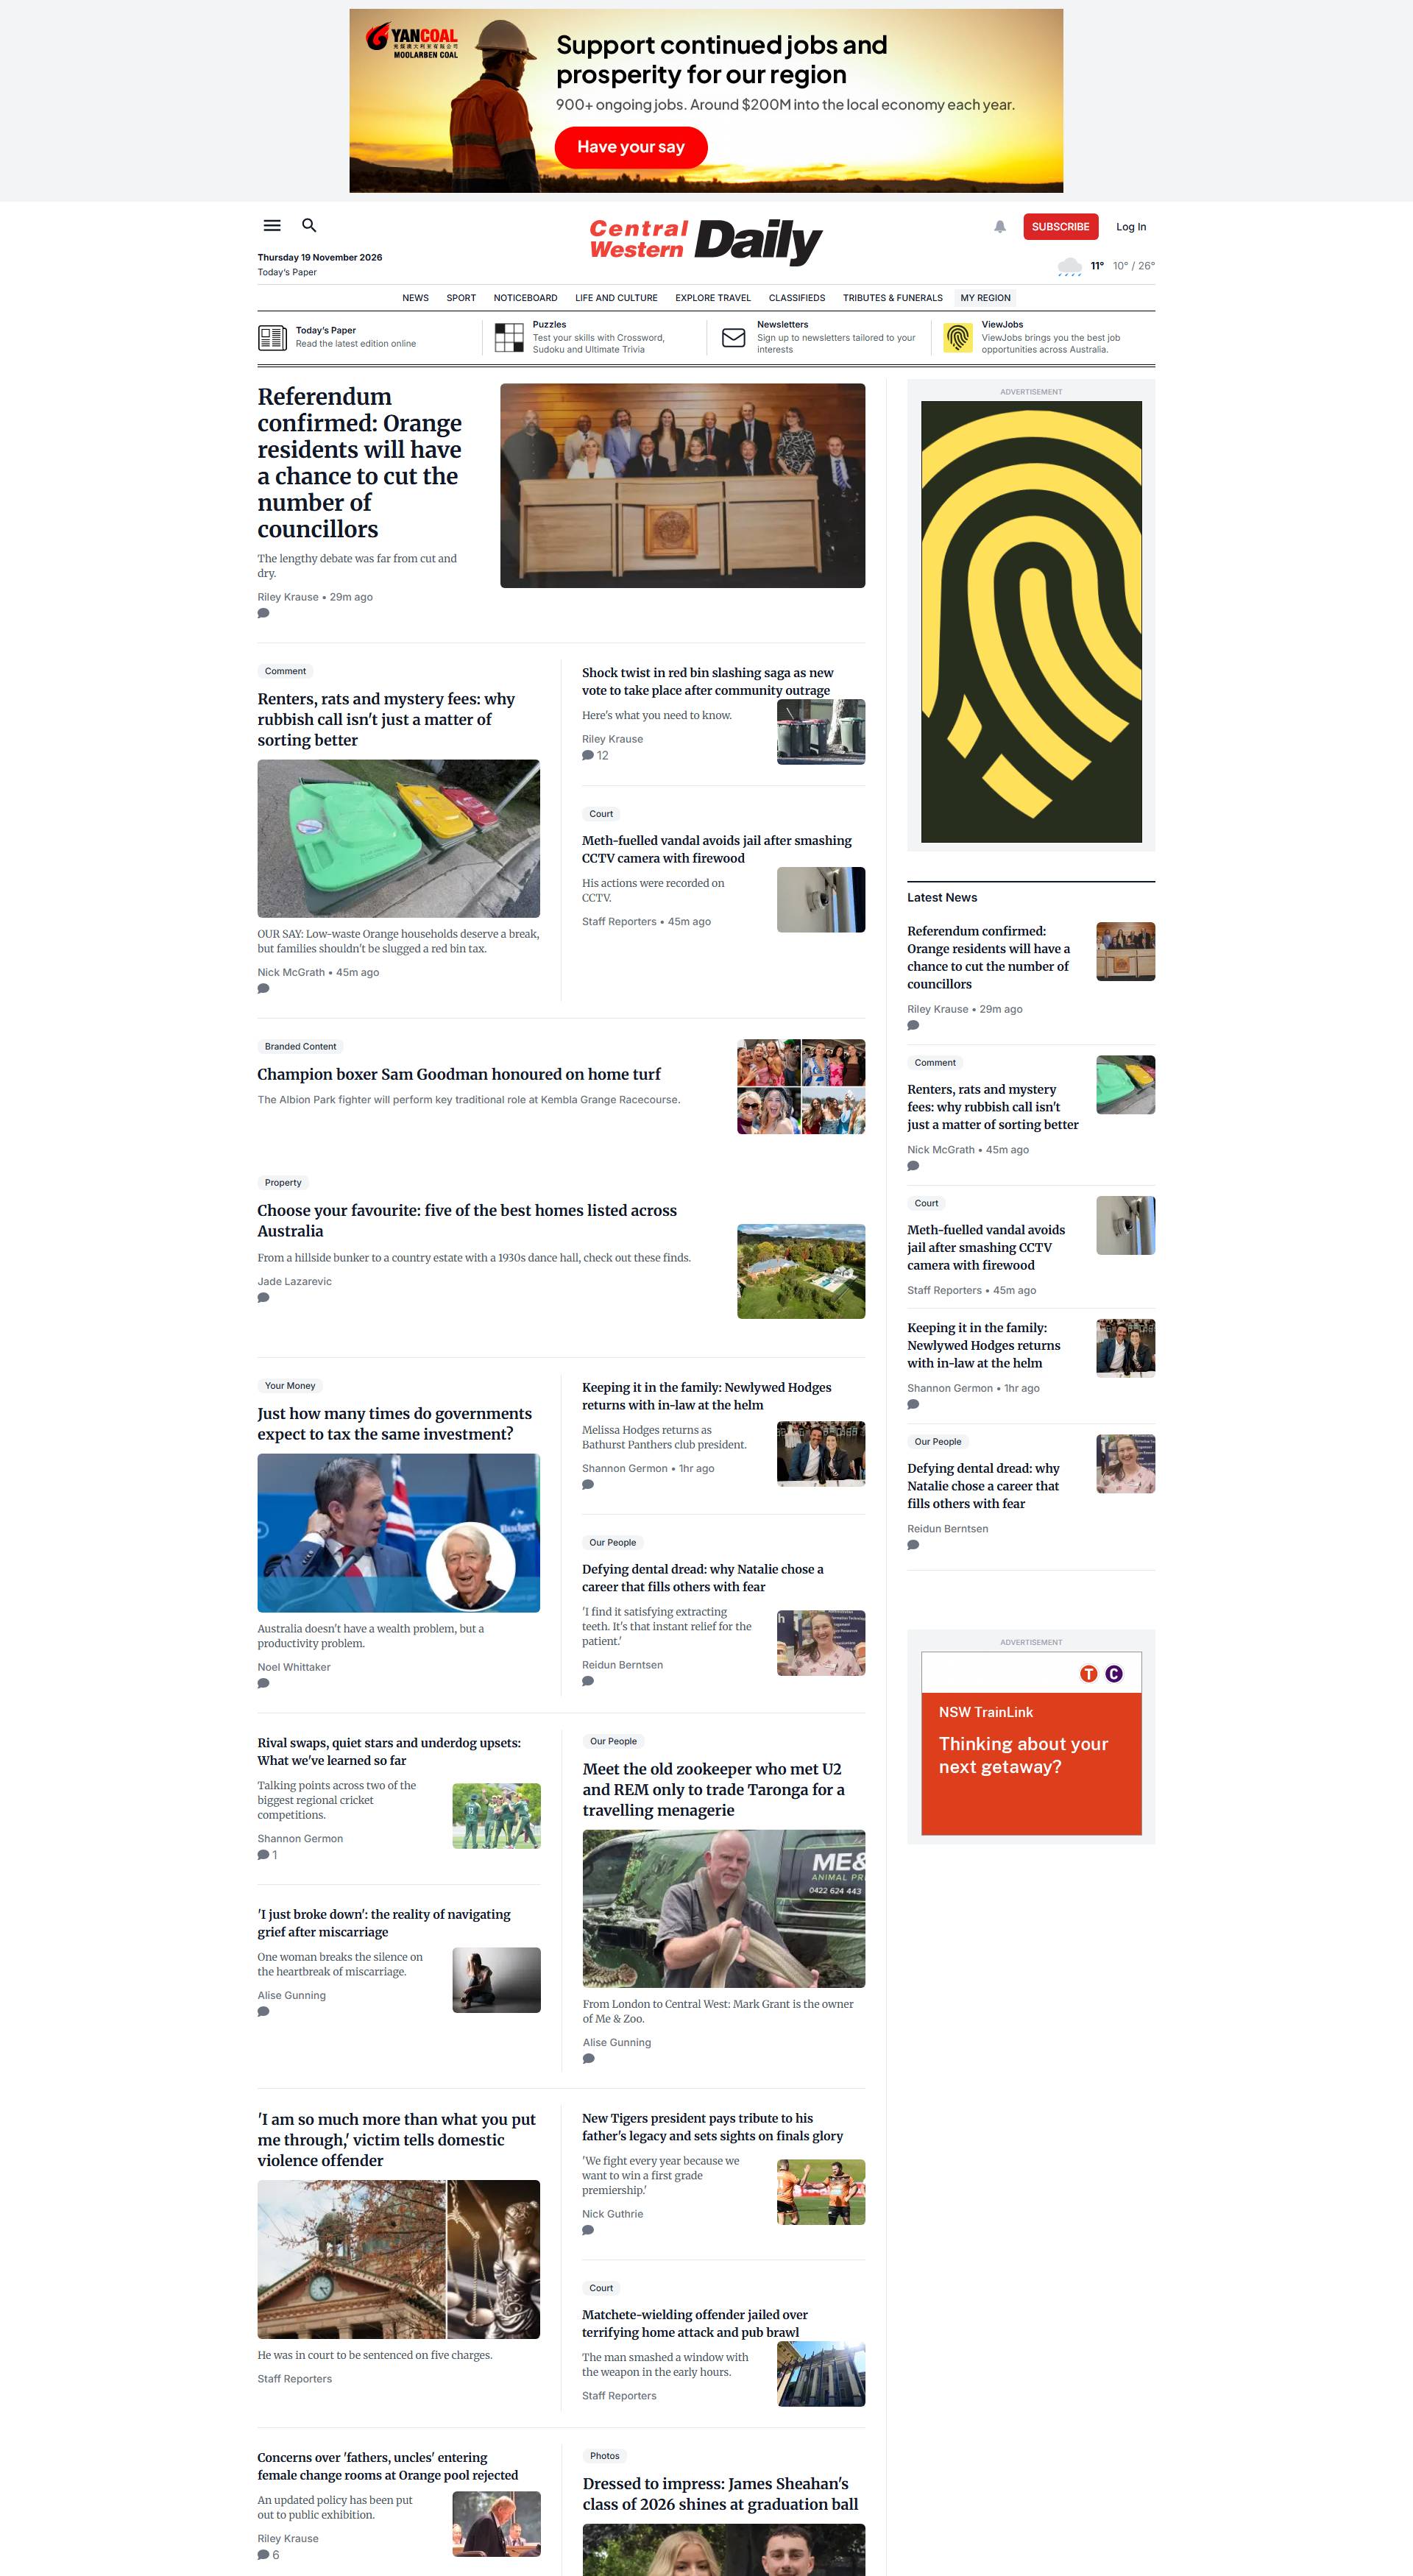 YANCOAL
MOOLARBEN COAL
Support continued jobs and
prosperity for our region
900+ ongoing jobs. Around $200M into the local economy each year.
Have your say
Central
Western Daily
SUBSCRIBE
Log In
Thursday 19 November 2026
Today's Paper
11° 10° / 26°
NEWS SPORT NOTICEBOARD LIFE AND CULTURE EXPLORE TRAVEL CLASSIFIEDS TRIBUTES & FUNERALS MY REGION
Today's Paper
Read the latest edition online
Puzzles
Test your skills with Crossword,
Sudoku and Ultimate Trivia
Newsletters
Sign up to newsletters tailored to your
interests
ViewJobs
ViewJobs brings you the best job
opportunities across Australia.
Referendum
confirmed: Orange
residents will have
a chance to cut the
number of
councillors
The lengthy debate was far from cut and
dry.
Riley Krause • 29m ago
Comment
Renters, rats and mystery fees: why
rubbish call isn't just a matter of
sorting better
OUR SAY: Low-waste Orange households deserve a break,
but families shouldn't be slugged a red bin tax.
Nick McGrath • 45m ago
Shock twist in red bin slashing saga as new
vote to take place after community outrage
Here's what you need to know.
Riley Krause
12
Court
Meth-fuelled vandal avoids jail after smashing
CCTV camera with firewood
His actions were recorded on
CCTV.
Staff Reporters • 45m ago
Branded Content
Champion boxer Sam Goodman honoured on home turf
The Albion Park fighter will perform key traditional role at Kembla Grange Racecourse.
Property
Choose your favourite: five of the best homes listed across
Australia
From a hillside bunker to a country estate with a 1930s dance hall, check out these finds.
Jade Lazarevic
Your Money
Just how many times do governments
expect to tax the same investment?
Budget
Australia doesn't have a wealth problem, but a
productivity problem.
Noel Whittaker
Keeping it in the family: Newlywed Hodges
returns with in-law at the helm
Melissa Hodges returns as
Bathurst Panthers club president.
Shannon Germon • 1hr ago
Our People
Defying dental dread: why Natalie chose a
career that fills others with fear
'I find it satisfying extracting
teeth. It's that instant relief for the
patient.'
Reidun Berntsen
Rival swaps, quiet stars and underdog upsets:
What we've learned so far
Talking points across two of the
biggest regional cricket
competitions.
Shannon Germon
1
'I just broke down': the reality of navigating
grief after miscarriage
One woman breaks the silence on
the heartbreak of miscarriage.
Alise Gunning
Our People
Meet the old zookeeper who met U2
and REM only to trade Taronga for a
travelling menagerie
ME&
ANIMAL PR
0422 624 443
From London to Central West: Mark Grant is the owner
of Me & Zoo.
Alise Gunning
'I am so much more than what you put
me through,' victim tells domestic
violence offender
He was in court to be sentenced on five charges.
Staff Reporters
New Tigers president pays tribute to his
father's legacy and sets sights on finals glory
'We fight every year because we
want to win a first grade
premiership.'
Nick Guthrie
Court
Matchete-wielding offender jailed over
terrifying home attack and pub brawl
The man smashed a window with
the weapon in the early hours.
Staff Reporters
Concerns over 'fathers, uncles' entering
female change rooms at Orange pool rejected
An updated policy has been put
out to public exhibition.
Riley Krause
6
Photos
Dressed to impress: James Sheahan's
class of 2026 shines at graduation ball
ADVERTISEMENT
Latest News
Referendum confirmed:
Orange residents will have a
chance to cut the number of
councillors
Riley Krause • 29m ago
Comment
Renters, rats and mystery
fees: why rubbish call isn't
just a matter of sorting better
Nick McGrath • 45m ago
Court
Meth-fuelled vandal avoids
jail after smashing CCTV
camera with firewood
Staff Reporters • 45m ago
Keeping it in the family:
Newlywed Hodges returns
with in-law at the helm
Shannon Germon • 1hr ago
Our People
Defying dental dread: why
Natalie chose a career that
fills others with fear
Reidun Berntsen
ADVERTISEMENT
T C
NSW TrainLink
Thinking about your
next getaway?